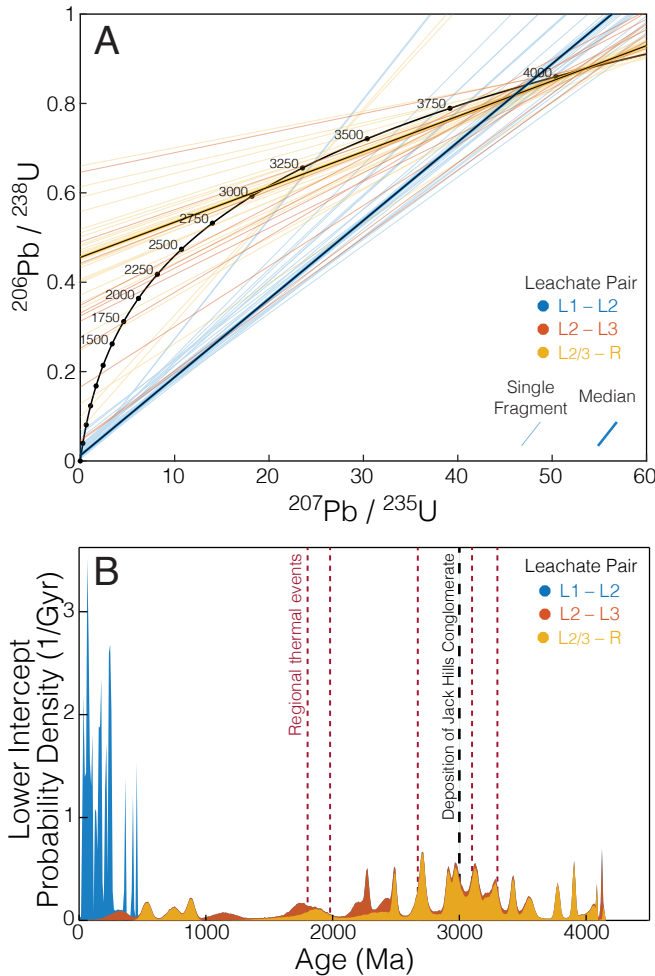 A
1
0.8
0.6
0.4
0.2
0
206Pb / 238U
4000
3750
3500
3250
3000
2750
2500
2250
2000
1750
1500
Leachate Pair
L1 – L2
L2 – L3
L2/3 – R
Single
Fragment
Median
0
10
20
30
40
50
60
207Pb / 235U
B
3
2
1
0
Lower Intercept
Probability Density (1/Gyr)
Regional thermal events
Deposition of Jack Hills Conglomerate
Leachate Pair
L1 – L2
L2 – L3
L2/3 – R
0
1000
2000
3000
4000
Age (Ma)